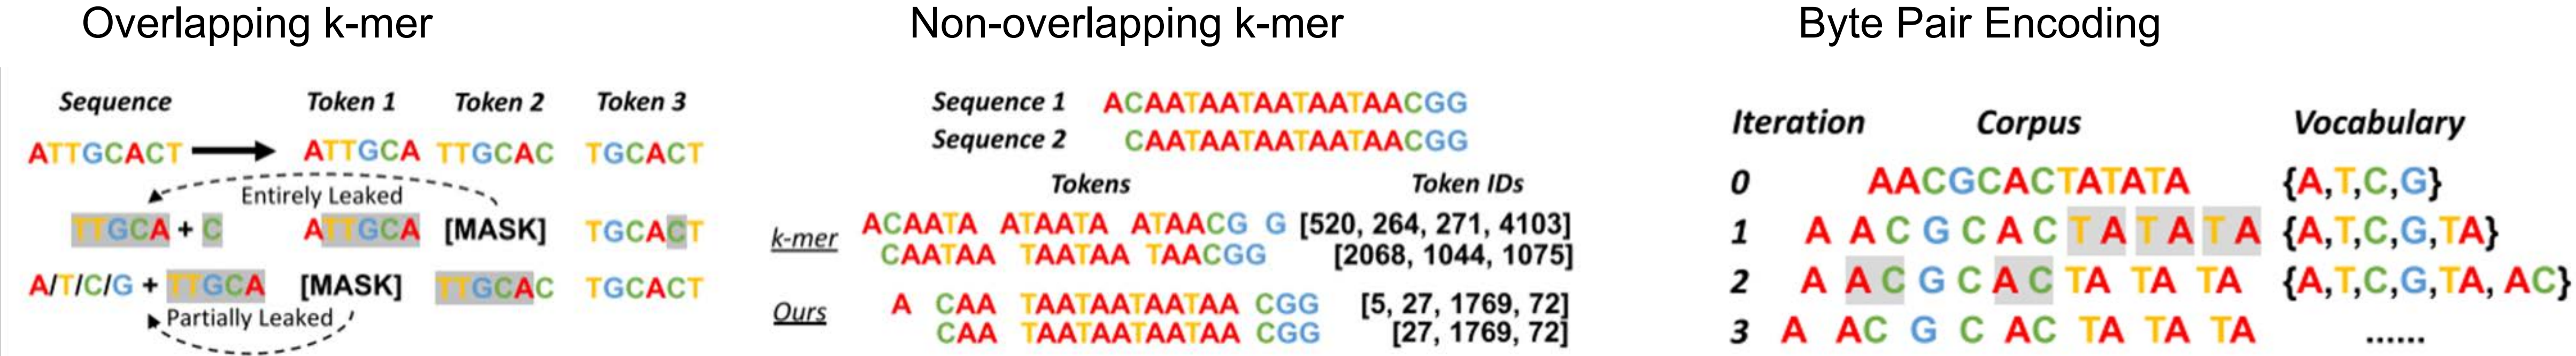 Overlapping k-mer
Sequence Token 1 Token 2 Token 3
ATTGCACT ATTGCA TTGCAC TGCACT
Entirely Leaked
TTGCA + C ATTGCA [MASK] TGCACT
A/T/C/G + TTGCA [MASK] TTGCAC TGCACT
Partially Leaked
Non-overlapping k-mer
Sequence 1 ACAATAATAATAATAACGG
Sequence 2 CAATAATAATAATAACGG
Tokens Token IDs
k-mer
ACAATA ATAATA ATAACG G [520, 264, 271, 4103]
CAATAA TAATAA TAACGG [2068, 1044, 1075]
Ours
A CAA TAATAATAATAA CGG [5, 27, 1769, 72]
CAA TAATAATAATAA CGG [27, 1769, 72]
Byte Pair Encoding
Iteration Corpus Vocabulary
0 AACGCACTATATA {A,T,C,G}
1 A A C G C A C T A T A T A {A,T,C,G,TA}
2 A A C G C A C TA TA TA {A,T,C,G,TA, AC}
3 A AC G C AC TA TA TA ......